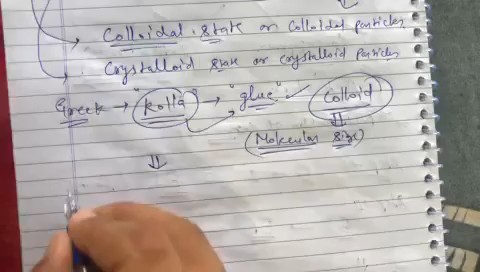 → Colloidal state or Colloidal particles
→ Crystalloid state or crystalloid particles
Greek → "Kolla" → "glue" ✓ Colloid
⇓
(Molecular size)
⇓